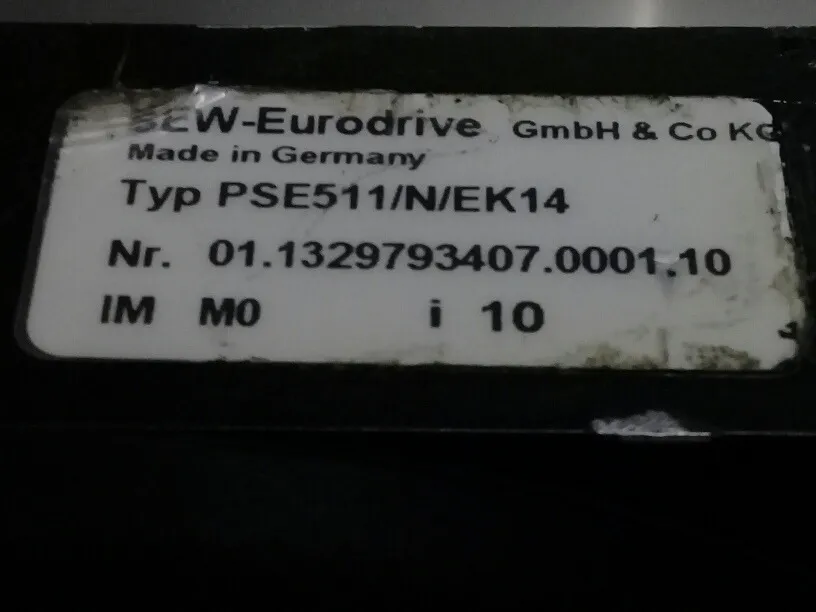 SEW-Eurodrive GmbH & Co KG
Made in Germany
Typ PSE511/N/EK14
Nr. 01.1329793407.0001.10
IM M0 i 10